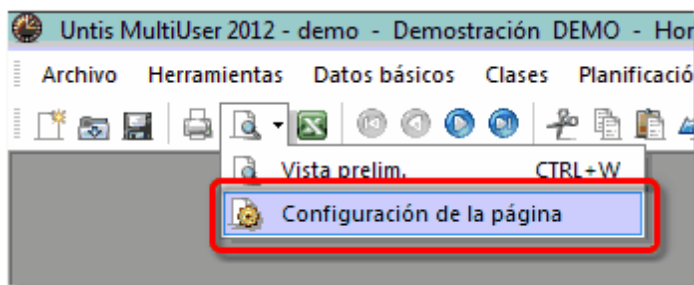 Untis MultiUser 2012 - demo - Demostración DEMO - Hor
Archivo Herramientas Datos básicos Clases Planificació
Vista prelim. CTRL+W
Configuración de la página